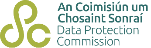 An Coimisiún um
Chosaint Sonraí
Data Protection
Commission